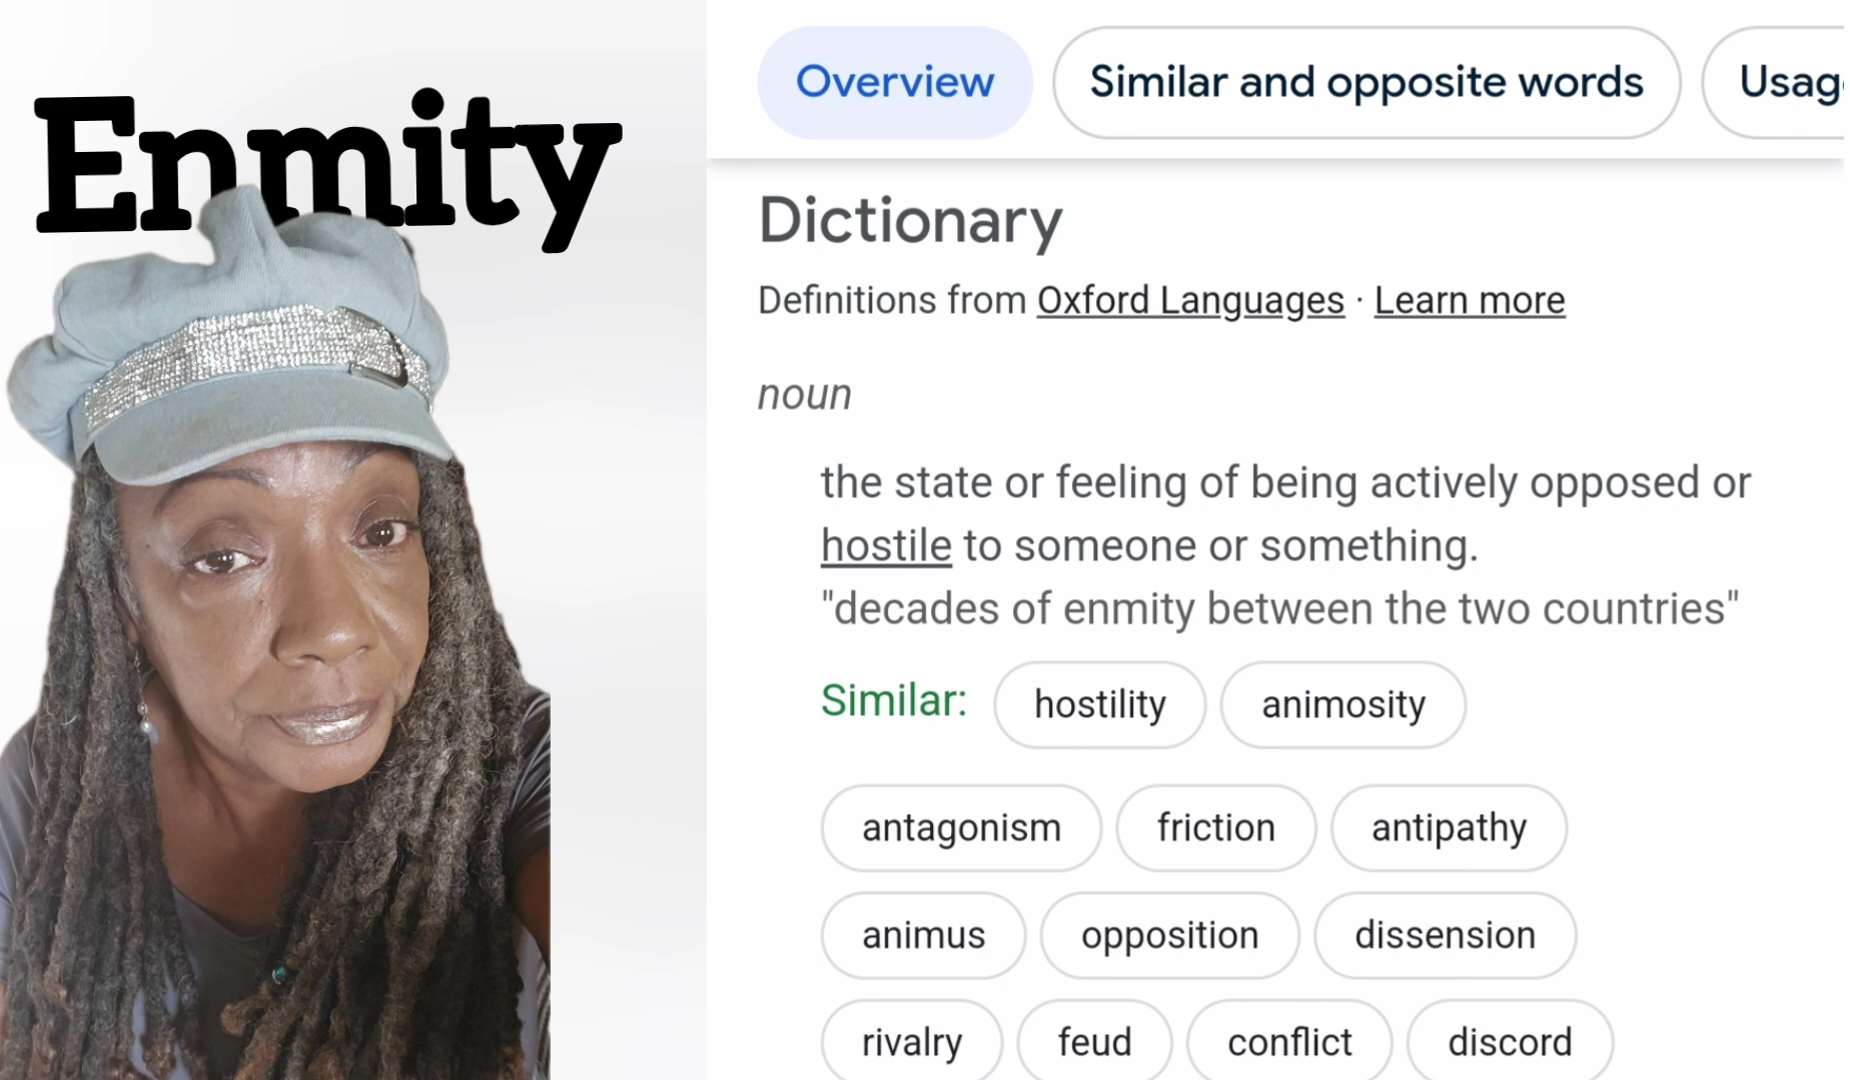 Enmity
Overview
Similar and opposite words
Dictionary
Definitions from Oxford Languages · Learn more
noun
the state or feeling of being actively opposed or
hostile to someone or something.
"decades of enmity between the two countries"
Similar: hostility animosity
antagonism friction antipathy
animus opposition dissension
rivalry feud conflict discord